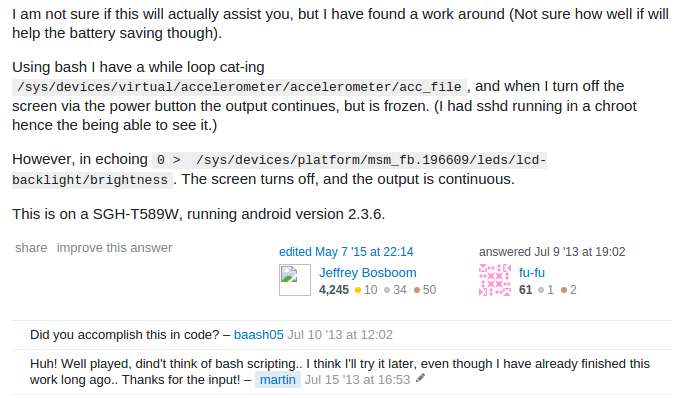 I am not sure if this will actually assist you, but I have found a work around (Not sure how well if will
help the battery saving though).
Using bash I have a while loop cat-ing
/sys/devices/virtual/accelerometer/accelerometer/acc_file , and when I turn off the
screen via the power button the output continues, but is frozen. (I had sshd running in a chroot
hence the being able to see it.)
However, in echoing 0 > /sys/devices/platform/msm_fb.196609/leds/lcd-
backlight/brightness . The screen turns off, and the output is continuous.
This is on a SGH-T589W, running android version 2.3.6.
share improve this answer
edited May 7 '15 at 22:14
Jeffrey Bosboom
4,245 ●10 ●34 ●50
answered Jul 9 '13 at 19:02
fu-fu
61 ●1 ●2
Did you accomplish this in code? – baash05 Jul 10 '13 at 12:02
Huh! Well played, dind't think of bash scripting.. I think I'll try it later, even though I have already finished this
work long ago.. Thanks for the input! – martin Jul 15 '13 at 16:53